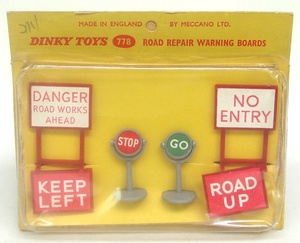 MADE IN ENGLAND BY MECCANO LTD.
DINKY TOYS 778 ROAD REPAIR WARNING BOARDS
DANGER
ROAD WORKS
AHEAD
STOP
GO
NO
ENTRY
KEEP
LEFT
ROAD
UP